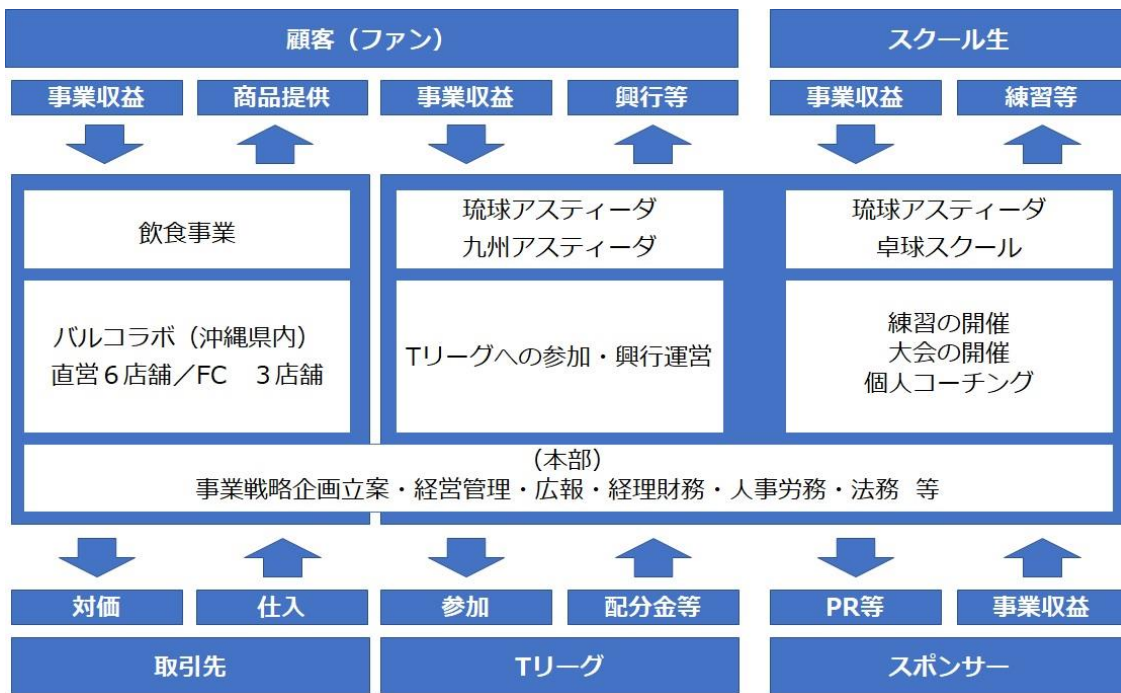 顧客（ファン）
スクール生
事業収益
商品提供
事業収益
興行等
事業収益
練習等
飲食事業
琉球アスティーダ
九州アスティーダ
琉球アスティーダ
卓球スクール
バルコラボ（沖縄県内）
直営６店舗／FC　３店舗
Tリーグへの参加・興行運営
練習の開催
大会の開催
個人コーチング
（本部）
事業戦略企画立案・経営管理・広報・経理財務・人事労務・法務 等
対価
仕入
参加
配分金等
PR等
事業収益
取引先
Tリーグ
スポンサー